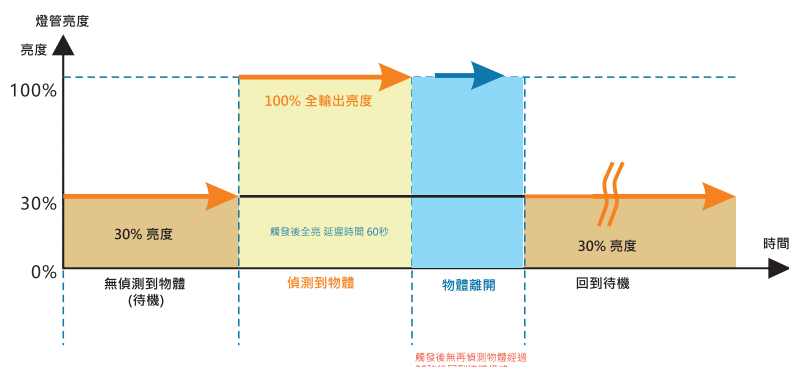 燈管亮度
亮度
100%
100% 全輸出亮度
30%
30% 亮度
觸發後全亮 延遲時間 60秒
30% 亮度
時間
0%
無偵測到物體
(待機)
偵測到物體
物體離開
回到待機
觸發後無再偵測物體經過